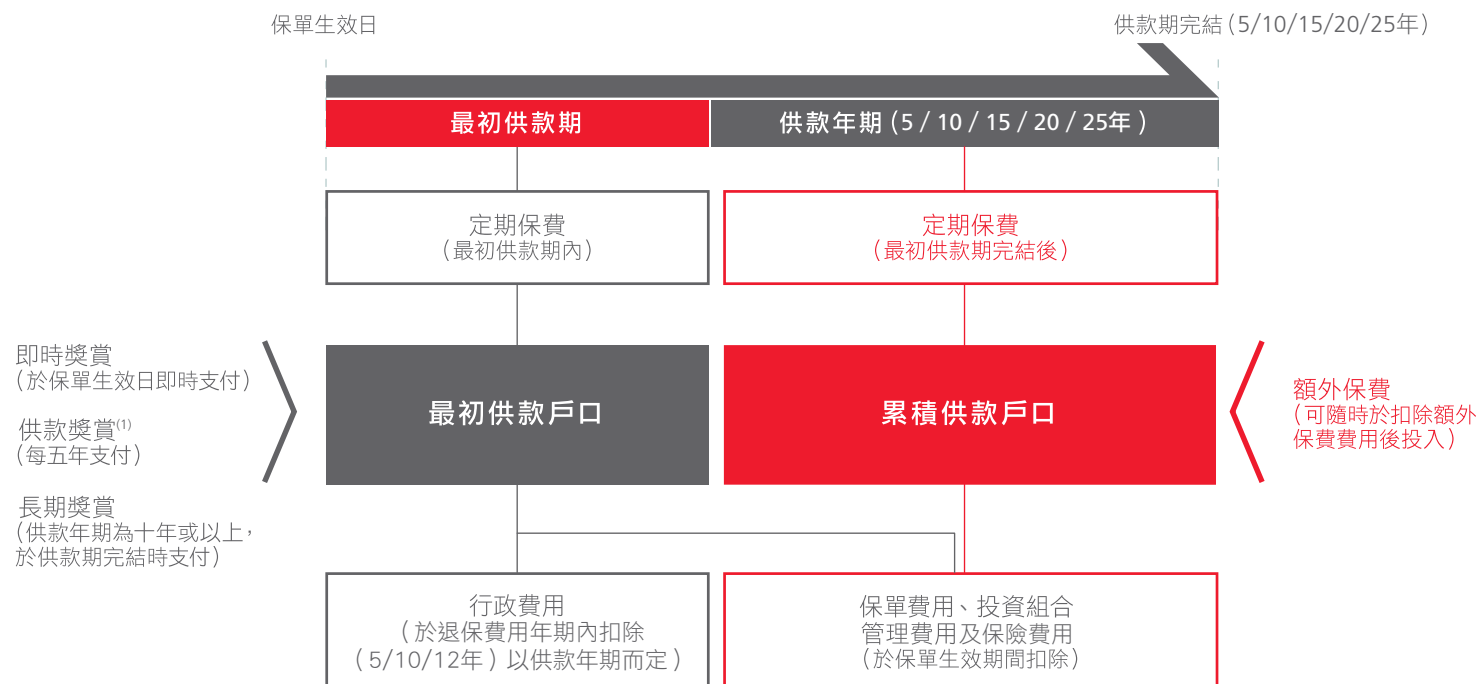 保單生效日
供款期完結（5/10/15/20/25年）
最初供款期
供款年期（5 / 10 / 15 / 20 / 25年）
定期保費
（最初供款期內）
定期保費
（最初供款期完結後）
即時獎賞
（於保單生效日即時支付）
供款獎賞(1)
（每五年支付）
長期獎賞
（供款年期為十年或以上，
於供款期完結時支付）
最初供款戶口
累積供款戶口
額外保費
（可隨時於扣除額外
保費費用後投入）
行政費用
（於退保費用年期內扣除
（5/10/12年）以供款年期而定）
保單費用、投資組合
管理費用及保險費用
（於保單生效期間扣除）